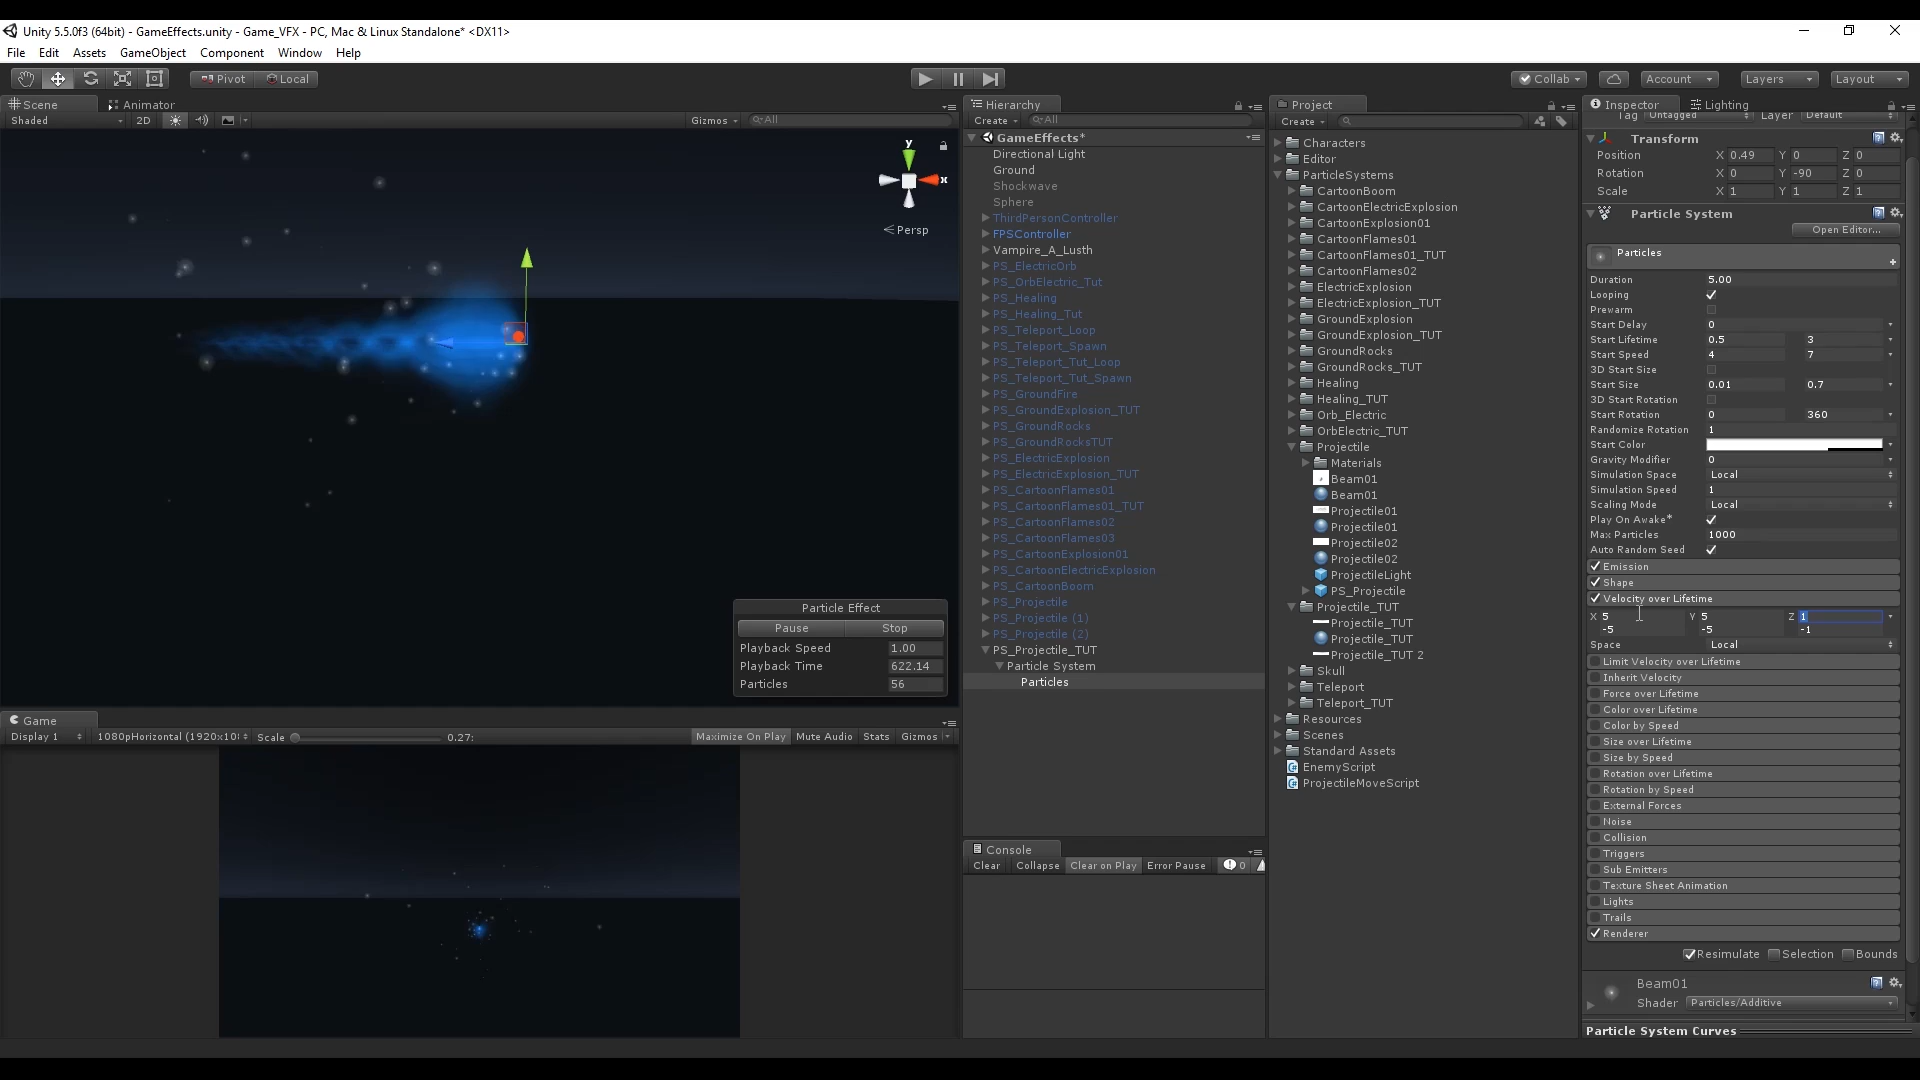 Unity 5.5.0f3 (64bit) - GameEffects.unity - Game_VFX - PC, Mac & Linux Standalone* <DX11>
File Edit Assets GameObject Component Window Help
Pivot Local Collab Account Layers Layout
Scene Animator
Shaded 2D Gizmos All
y
x
Persp
Particle Effect
Pause Stop
Playback Speed 1.00
Playback Time 622.14
Particles 56
Game
Display 1 1080pHorizontal (1920x10 Scale 0.27: Maximize On Play Mute Audio Stats Gizmos
Hierarchy
Create All
GameEffects*
Directional Light
Ground
Shockwave
Sphere
ThirdPersonController
FPSController
Vampire_A_Lusth
PS_ElectricOrb
PS_OrbElectric_Tut
PS_Healing
PS_Healing_Tut
PS_Teleport_Loop
PS_Teleport_Spawn
PS_Teleport_Tut_Loop
PS_Teleport_Tut_Spawn
PS_GroundFire
PS_GroundExplosion_TUT
PS_GroundRocks
PS_GroundRocksTUT
PS_ElectricExplosion
PS_ElectricExplosion_TUT
PS_CartoonFlames01
PS_CartoonFlames01_TUT
PS_CartoonFlames02
PS_CartoonFlames03
PS_CartoonExplosion01
PS_CartoonElectricExplosion
PS_CartoonBoom
PS_Projectile
PS_Projectile (1)
PS_Projectile (2)
PS_Projectile_TUT
Particle System
Particles
Console
Clear Collapse Clear on Play Error Pause 0
Project
Create
Characters
Editor
ParticleSystems
CartoonBoom
CartoonElectricExplosion
CartoonExplosion01
CartoonFlames01
CartoonFlames01_TUT
CartoonFlames02
ElectricExplosion
ElectricExplosion_TUT
GroundExplosion
GroundExplosion_TUT
GroundRocks
GroundRocks_TUT
Healing
Healing_TUT
Orb_Electric
OrbElectric_TUT
Projectile
Materials
Beam01
Beam01
Projectile01
Projectile01
Projectile02
Projectile02
ProjectileLight
PS_Projectile
Projectile_TUT
Projectile_TUT
Projectile_TUT
Projectile_TUT 2
Skull
Teleport
Teleport_TUT
Resources
Scenes
Standard Assets
EnemyScript
ProjectileMoveScript
Inspector Lighting
Tag Untagged Layer Default
Transform
Position X 0.49 Y 0 Z 0
Rotation X 0 Y -90 Z 0
Scale X 1 Y 1 Z 1
Particle System
Open Editor...
Particles
Duration 5.00
Looping
Prewarm
Start Delay 0
Start Lifetime 0.5 3
Start Speed 4 7
3D Start Size
Start Size 0.01 0.7
3D Start Rotation
Start Rotation 0 360
Randomize Rotation 1
Start Color
Gravity Modifier 0
Simulation Space Local
Simulation Speed 1
Scaling Mode Local
Play On Awake*
Max Particles 1000
Auto Random Seed
Emission
Shape
Velocity over Lifetime
X 5 Y 5 Z 1
-5 -5 -1
Space Local
Limit Velocity over Lifetime
Inherit Velocity
Force over Lifetime
Color over Lifetime
Color by Speed
Size over Lifetime
Size by Speed
Rotation over Lifetime
Rotation by Speed
External Forces
Noise
Collision
Triggers
Sub Emitters
Texture Sheet Animation
Lights
Trails
Renderer
Resimulate Selection Bounds
Beam01
Shader Particles/Additive
Particle System Curves